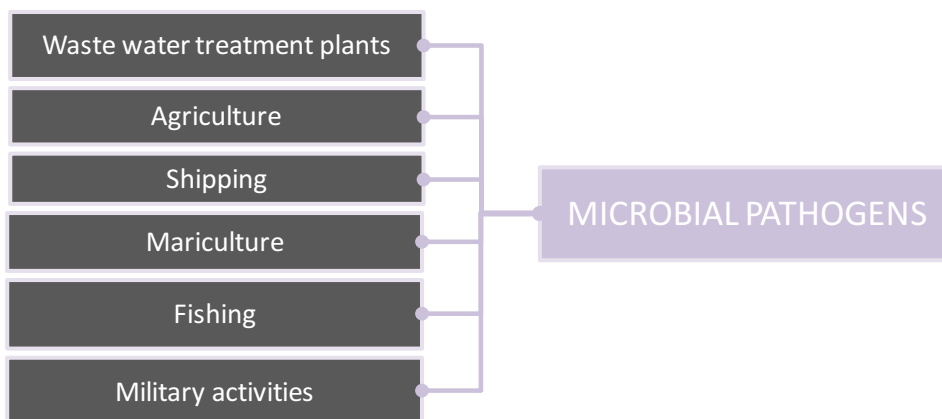 Waste water treatment plants
Agriculture
Shipping
Mariculture
Fishing
Military activities
MICROBIAL PATHOGENS